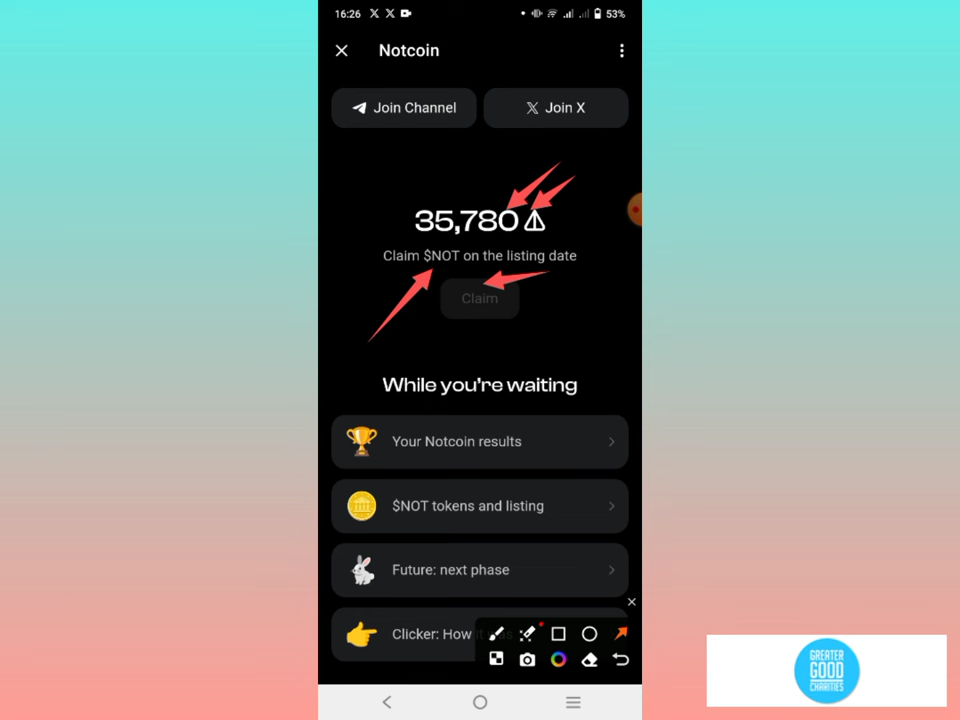 16:26
53%
Notcoin
Join Channel
Join X
35,780
Claim $NOT on the listing date
Claim
While you're waiting
Your Notcoin results
$NOT tokens and listing
Future: next phase
Clicker: How
GREATER
GOOD
CHARITIES